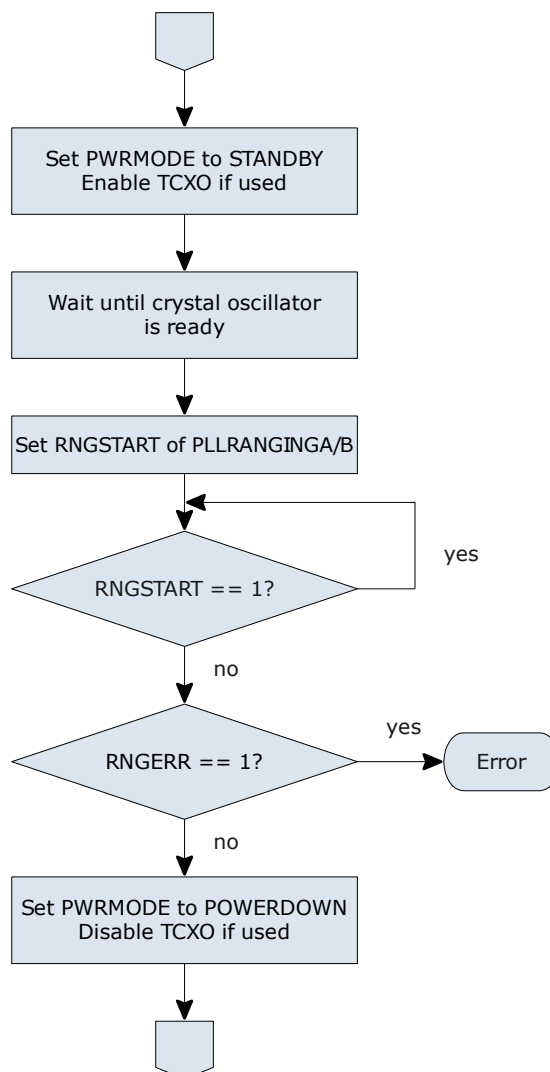 Set PWRMODE to STANDBY
Enable TCXO if used
Wait until crystal oscillator
is ready
Set RNGSTART of PLLRANGINGA/B
yes
RNGSTART == 1?
no
yes
RNGERR == 1?
Error
no
Set PWRMODE to POWERDOWN
Disable TCXO if used